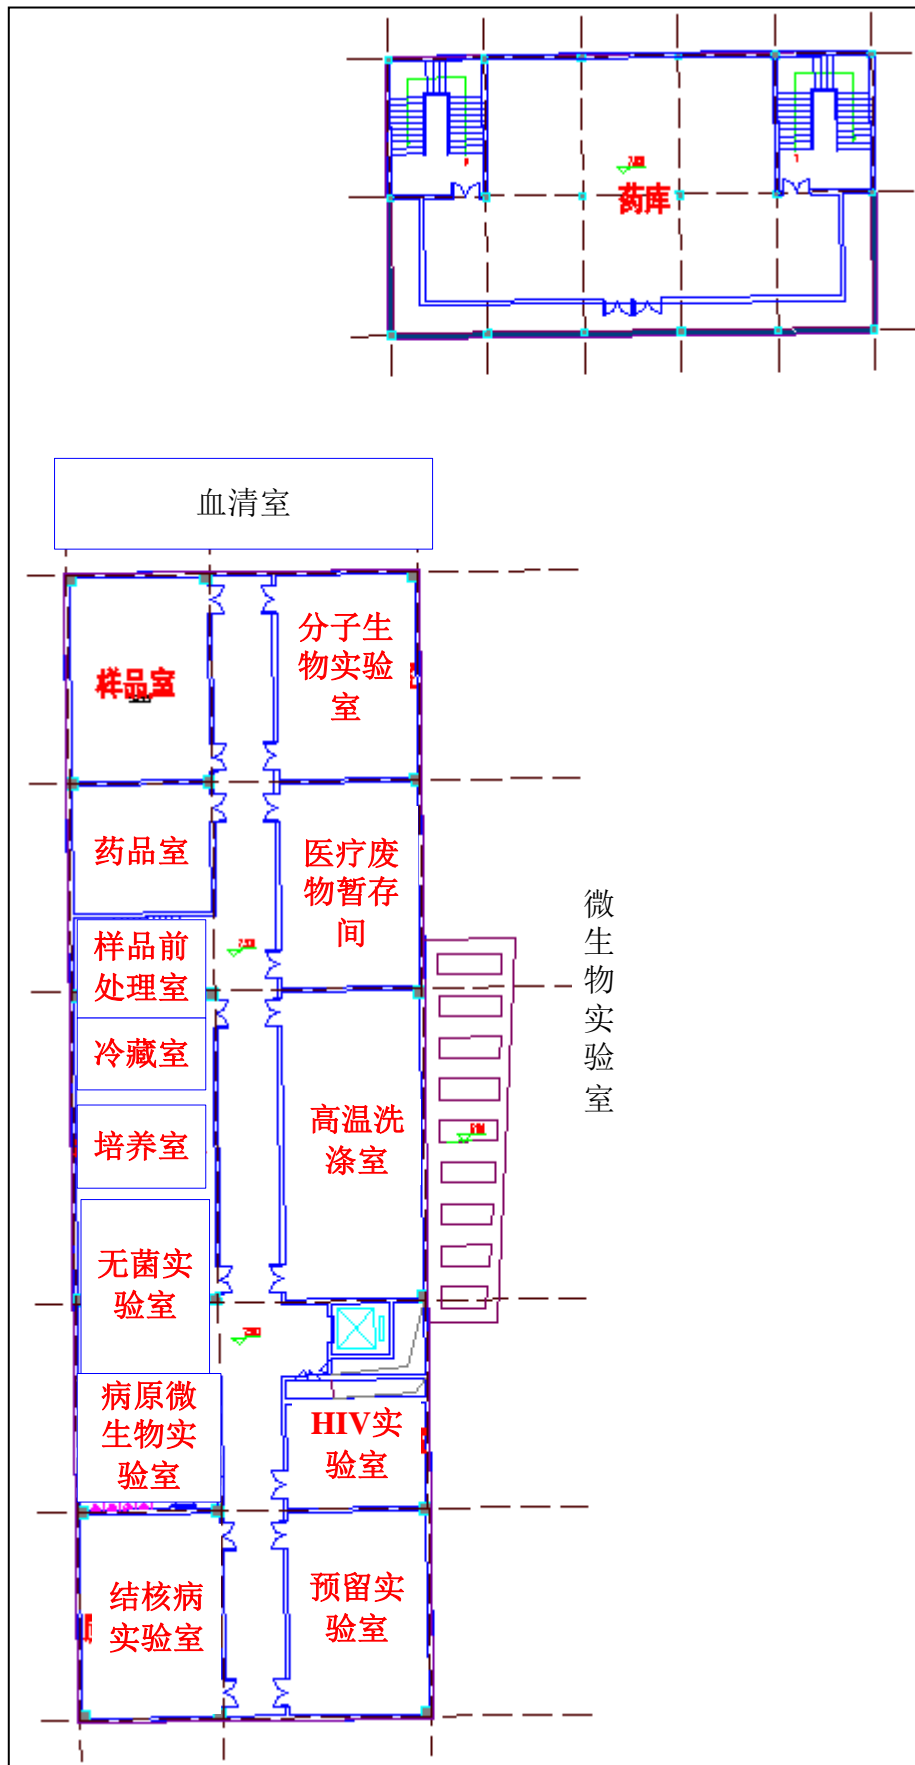 药库
血清室
样品室
分子生
物实验
室
药品室
医疗废
物暂存
间
样品前
处理室
冷藏室
培养室
高温洗
涤室
微
生
物
实
验
室
无菌实
验室
病原微
生物实
验室
HIV实
验室
结核病
实验室
预留实
验室